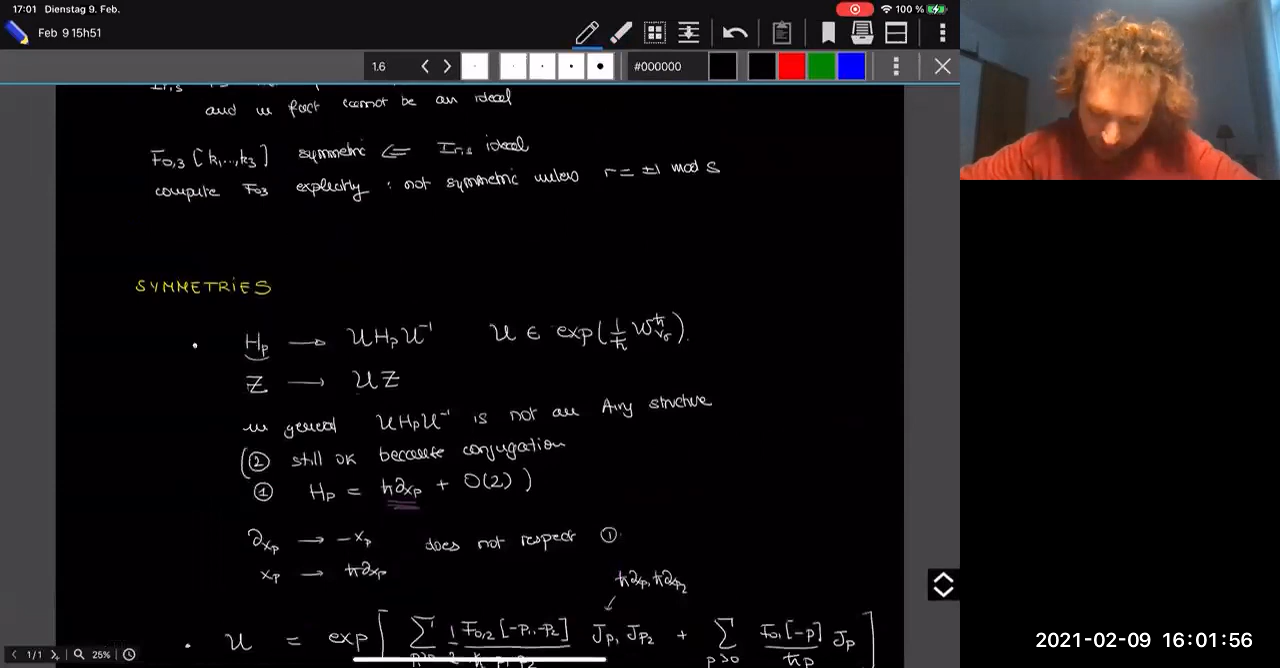 17:01 Dienstag 9. Feb.
100 %
Feb 9 15h51
1.6
#000000
and in fact cannot be an ideal
F0,3 [k1,...,k3] symmetric ⇐ Ir,s ideal
compute F03 explicitly : not symmetric unless r = ±1 mod s
SYMMETRIES
• Hp → U Hp U⁻¹ U ∈ exp(1/ħ W^ħ_Vσ).
Z → U Z
in general U Hp U⁻¹ is not an Airy structure
(② still OK because conjugation
① Hp = ħ∂xp + O(2) )
∂xp → -xp does not respect ①
xp → ħ∂xp
ħ∂xp1 ħ∂xp2
• U = exp[ Σ 1/2 F0,2 [-p1,-p2] / ħ p1 p2 Jp1 Jp2 + Σ p>0 F0,1 [-p] / ħp Jp ]
1/1
25%
2021-02-09 16:01:56